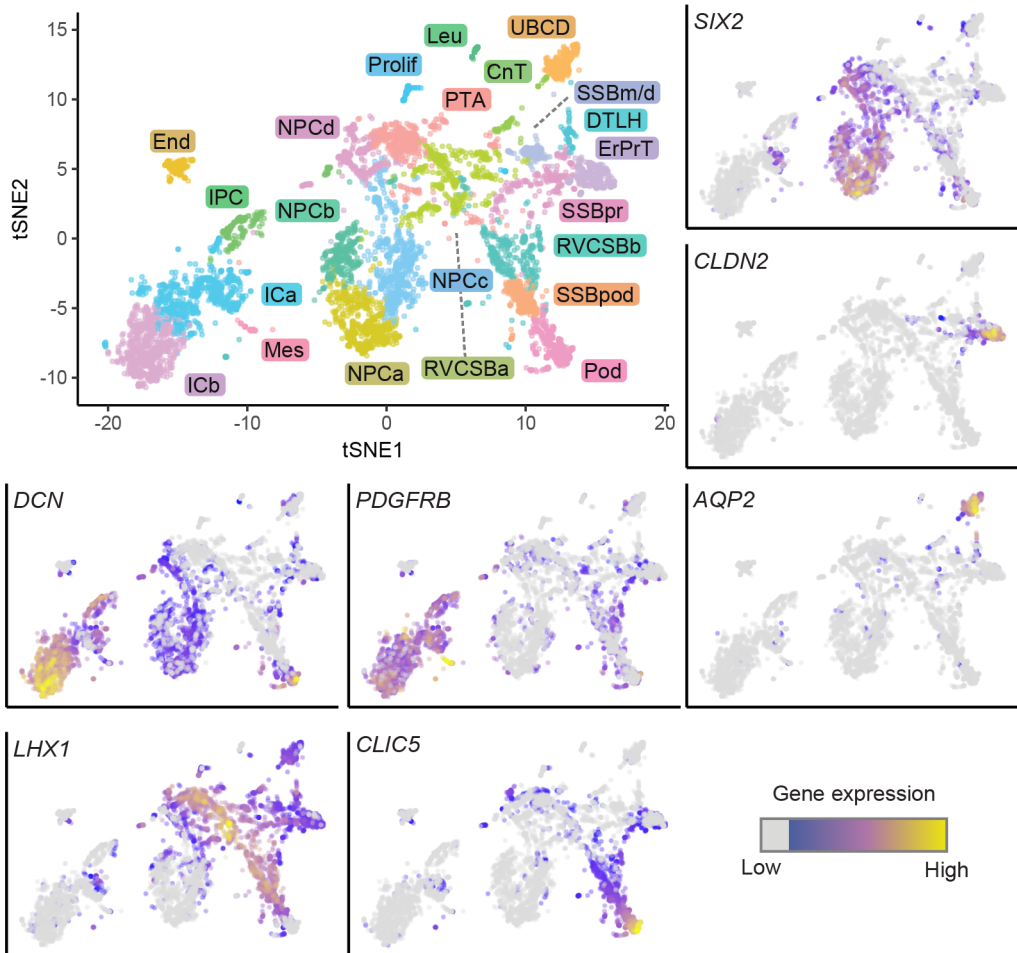 15
10
5
0
-5
-10
-20
-10
0
10
20
tSNE2
tSNE1
Leu
UBCD
Prolif
CnT
PTA
SSBm/d
NPCd
DTLH
End
ErPrT
IPC
NPCb
SSBpr
RVCSBb
ICa
NPCc
SSBpod
Mes
NPCa
RVCSBa
Pod
ICb
SIX2
CLDN2
DCN
PDGFRB
AQP2
LHX1
CLIC5
Gene expression
Low
High